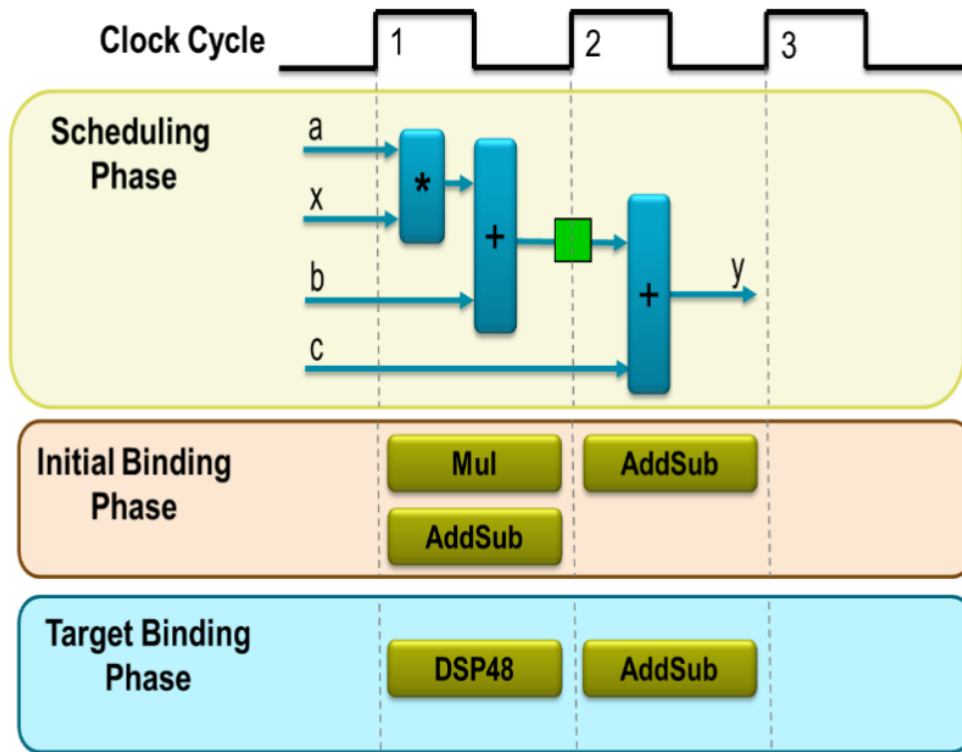 Clock Cycle
1
2
3
Scheduling
Phase
a
x
b
c
*
+
+
y
Initial Binding
Phase
Mul
AddSub
AddSub
Target Binding
Phase
DSP48
AddSub